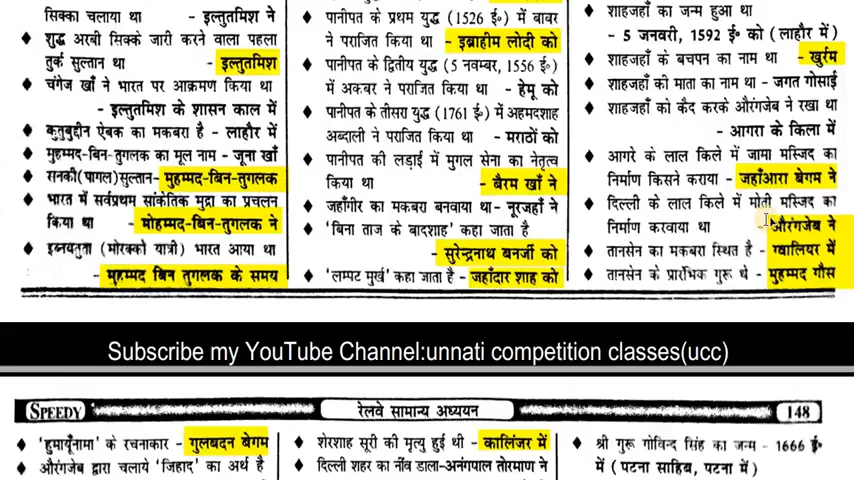 सिक्का चलाया था - इल्तुतमिश ने
♦ शुद्ध अरबी सिक्के जारी करने वाला पहला
तुर्क सुल्तान था - इल्तुतमिश
♦ चंगेज खाँ ने भारत पर आक्रमण किया था
- इल्तुतमिश के शासन काल में
♦ कुतुबुद्दीन ऐबक का मकबरा है - लाहौर में
♦ मुहम्मद-बिन-तुगलक का मूल नाम - जूना खाँ
♦ सनकी(पागल)सुल्तान- मुहम्मद-बिन-तुगलक
♦ भारत में सर्वप्रथम सांकेतिक मुद्रा का प्रचलन
किया था - मोहम्मद-बिन-तुगलक ने
♦ इब्नबतूता (मोरक्को यात्री) भारत आया था
- मुहम्मद बिन तुगलक के समय
♦ पानीपत के प्रथम युद्ध (1526 ई०) में बाबर
ने पराजित किया था - इब्राहीम लोदी को
♦ पानीपत के द्वितीय युद्ध (5 नवम्बर, 1556 ई०)
में अकबर ने पराजित किया था - हेमू को
♦ पानीपत के तीसरा युद्ध (1761 ई०) में अहमदशाह
अब्दाली ने पराजित किया था - मराठों को
♦ पानीपत की लड़ाई में मुगल सेना का नेतृत्व
किया था - बैरम खाँ ने
♦ जहाँगीर का मकबरा बनवाया था - नूरजहाँ ने
♦ 'बिना ताज के बादशाह' कहा जाता है
- सुरेन्द्रनाथ बनर्जी को
♦ 'लम्पट मुर्ख' कहा जाता है - जहाँदार शाह को
♦ शाहजहाँ का जन्म हुआ था
- 5 जनवरी, 1592 ई० को (लाहौर में)
♦ शाहजहाँ के बचपन का नाम था - खुर्रम
♦ शाहजहाँ की माता का नाम था - जगत गोसाई
♦ शाहजहाँ को कैद करके औरंगजेब ने रखा था
- आगरा के किला में
♦ आगरे के लाल किले में जामा मस्जिद का
निर्माण किसने कराया - जहाँआरा बेगम ने
♦ दिल्ली के लाल किले में मोती मस्जिद का
निर्माण करवाया था - औरंगजेब ने
♦ तानसेन का मकबरा स्थित है - ग्वालियर में
♦ तानसेन के प्रारंभिक गुरू थे - मुहम्मद गौस
Subscribe my YouTube Channel:unnati competition classes(ucc)
SPEEDY रेलवे सामान्य अध्ययन 148
♦ 'हुमायूँनामा' के रचनाकार - गुलबदन बेगम
♦ औरंगजेब द्वारा चलाये 'जिहाद' का अर्थ है
♦ शेरशाह सूरी की मृत्यु हुई थी - कालिंजर में
♦ दिल्ली शहर का नींव डाला-अनंगपाल तोरमाण ने
♦ श्री गुरू गोविन्द सिंह का जन्म - 1666 ई०
में (पटना साहिब, पटना में)